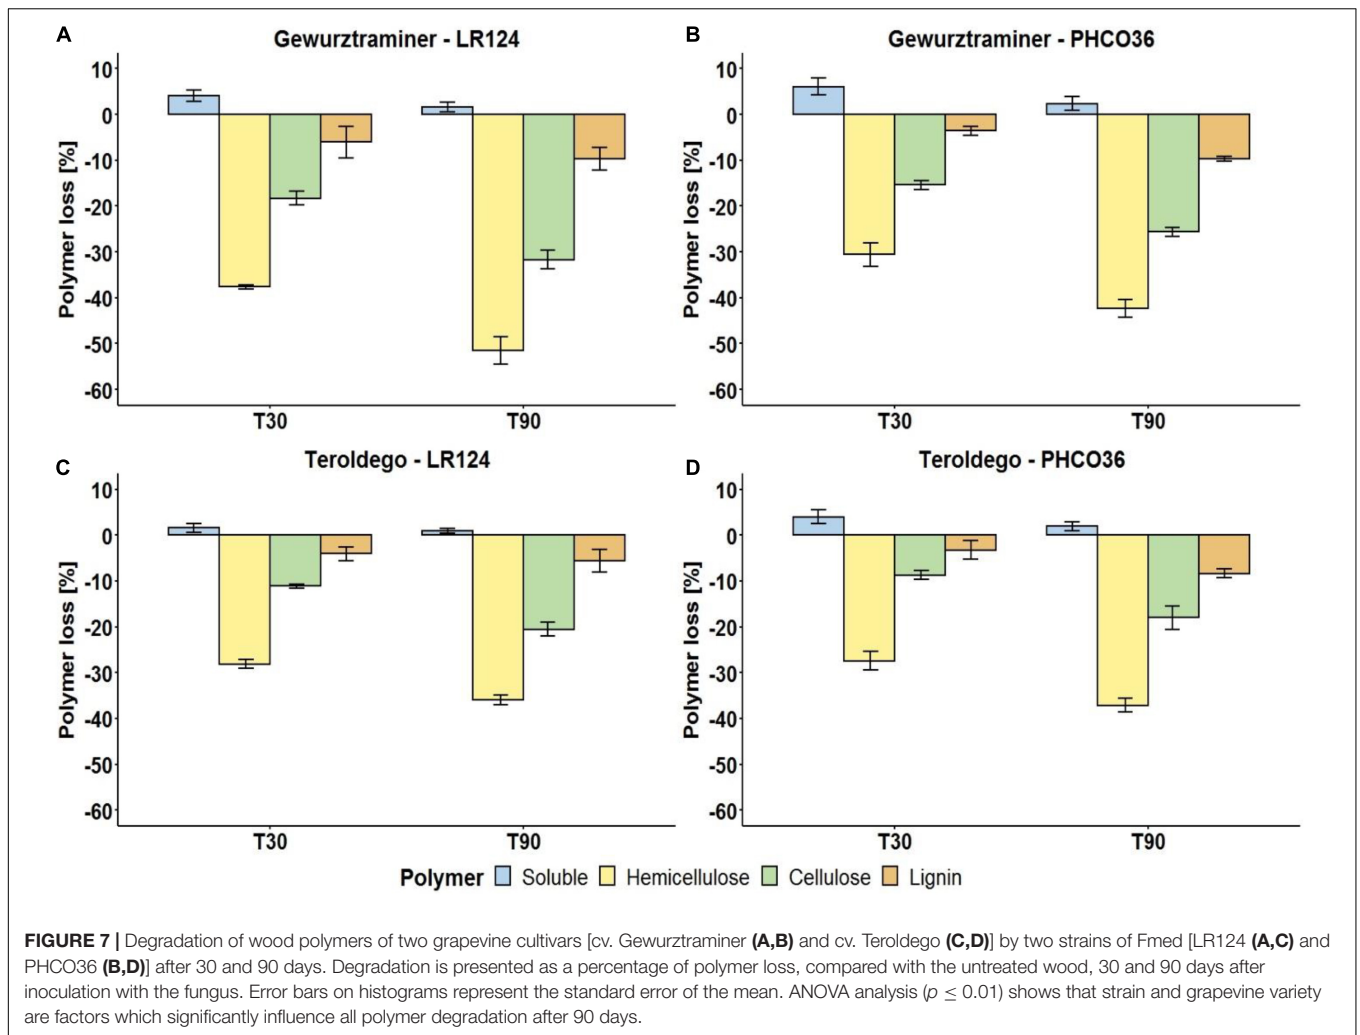 A
Gewurztraminer - LR124
Polymer loss [%]
10
0
-10
-20
-30
-40
-50
-60
T30 T90
B
Gewurztraminer - PHCO36
Polymer loss [%]
10
0
-10
-20
-30
-40
-50
-60
T30 T90
C
Teroldego - LR124
Polymer loss [%]
10
0
-10
-20
-30
-40
-50
-60
T30 T90
D
Teroldego - PHCO36
Polymer loss [%]
10
0
-10
-20
-30
-40
-50
-60
T30 T90
Polymer Soluble Hemicellulose Cellulose Lignin
FIGURE 7 | Degradation of wood polymers of two grapevine cultivars [cv. Gewurztraminer (A,B) and cv. Teroldego (C,D)] by two strains of Fmed [LR124 (A,C) and
PHCO36 (B,D)] after 30 and 90 days. Degradation is presented as a percentage of polymer loss, compared with the untreated wood, 30 and 90 days after
inoculation with the fungus. Error bars on histograms represent the standard error of the mean. ANOVA analysis (p ≤ 0.01) shows that strain and grapevine variety
are factors which significantly influence all polymer degradation after 90 days.